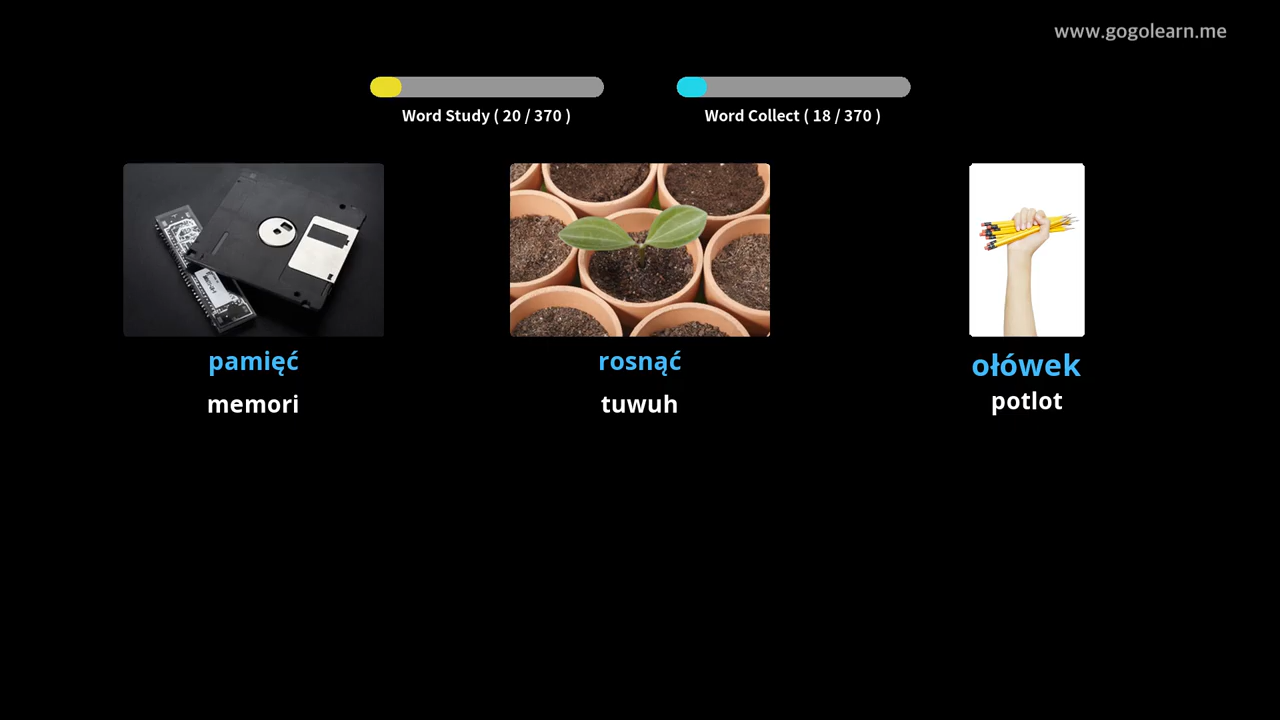 www.gogolearn.me
Word Study ( 20 / 370 )
Word Collect ( 18 / 370 )
pamięć
memori
rosnąć
tuwuh
ołówek
potlot